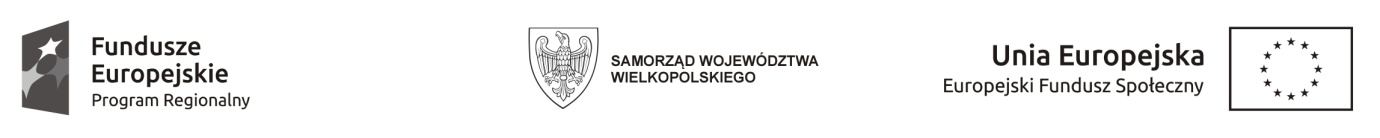 Fundusze
Europejskie
Program Regionalny
SAMORZĄD WOJEWÓDZTWA
WIELKOPOLSKIEGO
Unia Europejska
Europejski Fundusz Społeczny